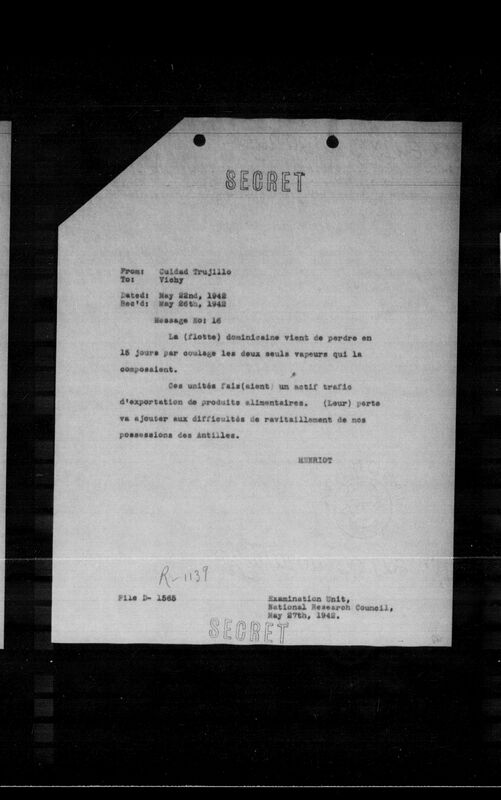 SECRET
From: Cuidad Trujillo
To: Vichy
Dated: May 22nd, 1942
Rec'd: May 26th, 1942
Message No: 16
La (flotte) dominicaine vient de perdre en
15 jours par coulage les deux seuls vapeurs qui la
composaient.
Ces unités fais(aient) un actif trafic
d'exportation de produits alimentaires. (Leur) perte
va ajouter aux difficultés de ravitaillement de nos
possessions des Antilles.
HENRIOT
R-1139
File D- 1565
Examination Unit,
National Research Council,
May 27th, 1942.
SECRET